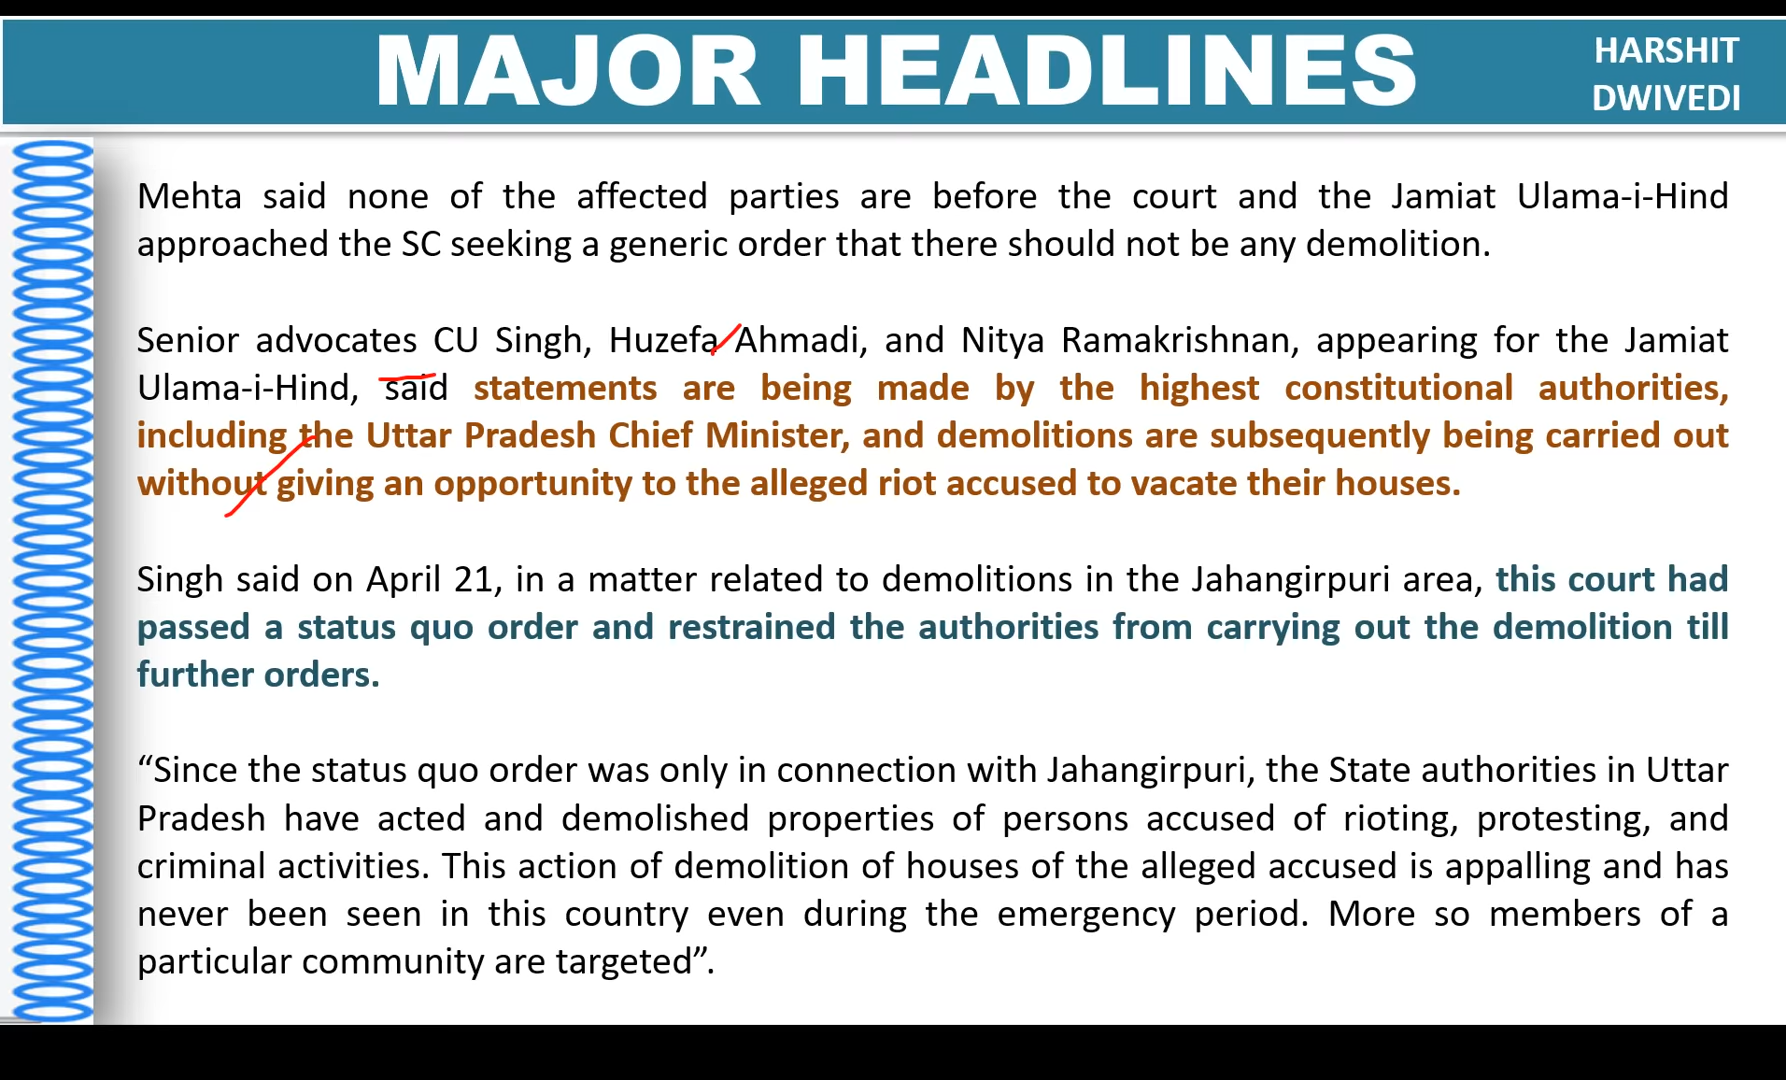 MAJOR HEADLINES
HARSHIT
DWIVEDI
Mehta said none of the affected parties are before the court and the Jamiat Ulama-i-Hind
approached the SC seeking a generic order that there should not be any demolition.
Senior advocates CU Singh, Huzefa Ahmadi, and Nitya Ramakrishnan, appearing for the Jamiat
Ulama-i-Hind, said statements are being made by the highest constitutional authorities,
including the Uttar Pradesh Chief Minister, and demolitions are subsequently being carried out
without giving an opportunity to the alleged riot accused to vacate their houses.
Singh said on April 21, in a matter related to demolitions in the Jahangirpuri area, this court had
passed a status quo order and restrained the authorities from carrying out the demolition till
further orders.
“Since the status quo order was only in connection with Jahangirpuri, the State authorities in Uttar
Pradesh have acted and demolished properties of persons accused of rioting, protesting, and
criminal activities. This action of demolition of houses of the alleged accused is appalling and has
never been seen in this country even during the emergency period. More so members of a
particular community are targeted”.